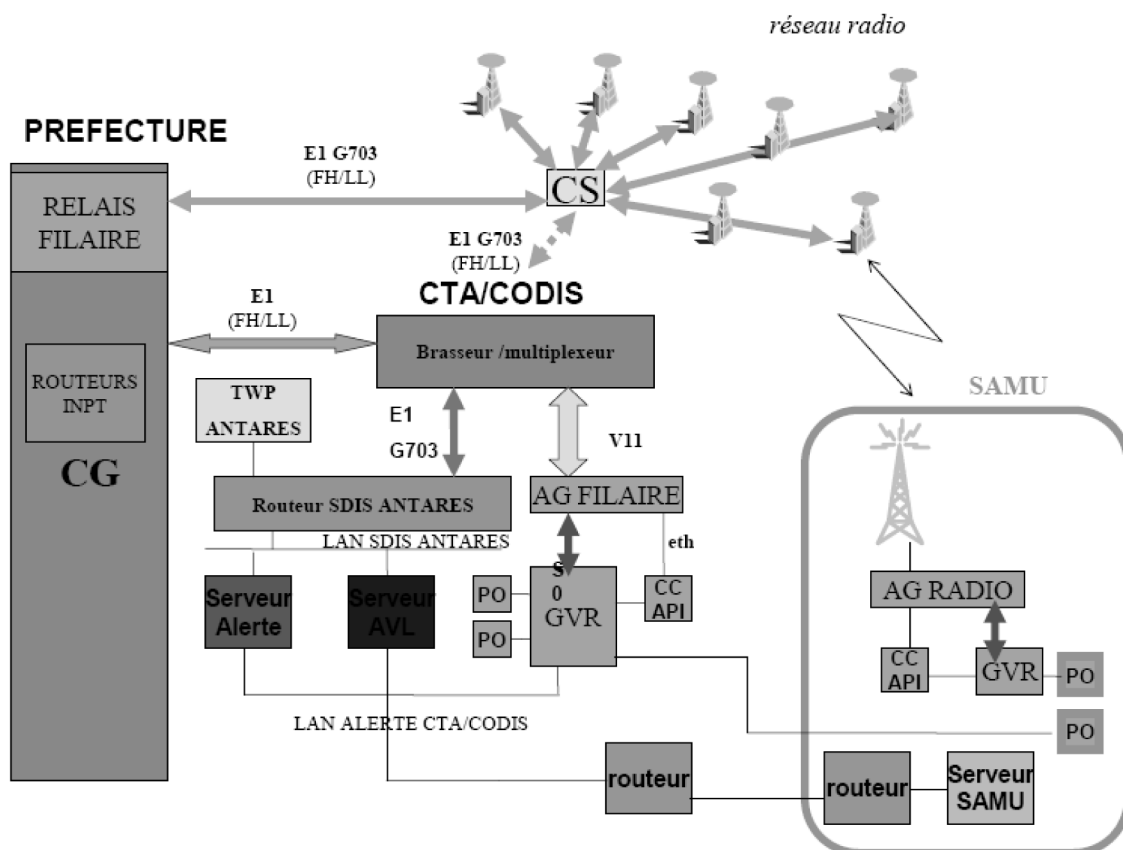 réseau radio
PREFECTURE
E1 G703
(FH/LL)
RELAIS
FILAIRE
CS
E1 G703
(FH/LL)
CTA/CODIS
E1
(FH/LL)
Brasseur /multiplexeur
ROUTEURS
INPT
TWP
ANTARES
SAMU
E1
G703
V11
CG
Routeur SDIS ANTARES
AG FILAIRE
LAN SDIS ANTARES
eth
S
0
Serveur
Alerte
Serveur
AVL
PO
PO
GVR
CC
API
AG RADIO
CC
API
GVR
PO
PO
LAN ALERTE CTA/CODIS
routeur
routeur
Serveur
SAMU